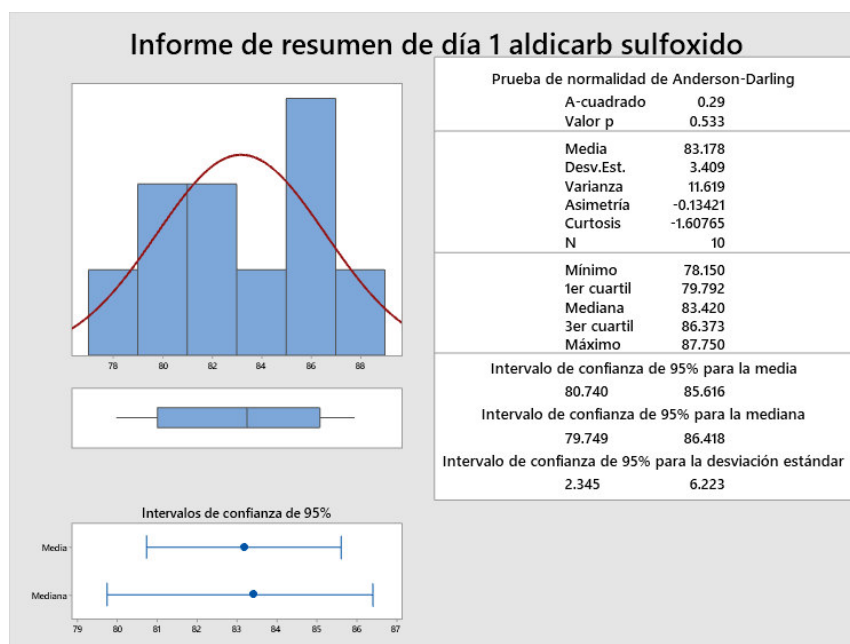 Informe de resumen de día 1 aldicarb sulfoxido
78 80 82 84 86 88
Intervalos de confianza de 95%
Media
Mediana
79 80 81 82 83 84 85 86 87
Prueba de normalidad de Anderson-Darling
A-cuadrado 0.29
Valor p 0.533
Media 83.178
Desv.Est. 3.409
Varianza 11.619
Asimetría -0.13421
Curtosis -1.60765
N 10
Mínimo 78.150
1er cuartil 79.792
Mediana 83.420
3er cuartil 86.373
Máximo 87.750
Intervalo de confianza de 95% para la media
80.740 85.616
Intervalo de confianza de 95% para la mediana
79.749 86.418
Intervalo de confianza de 95% para la desviación estándar
2.345 6.223